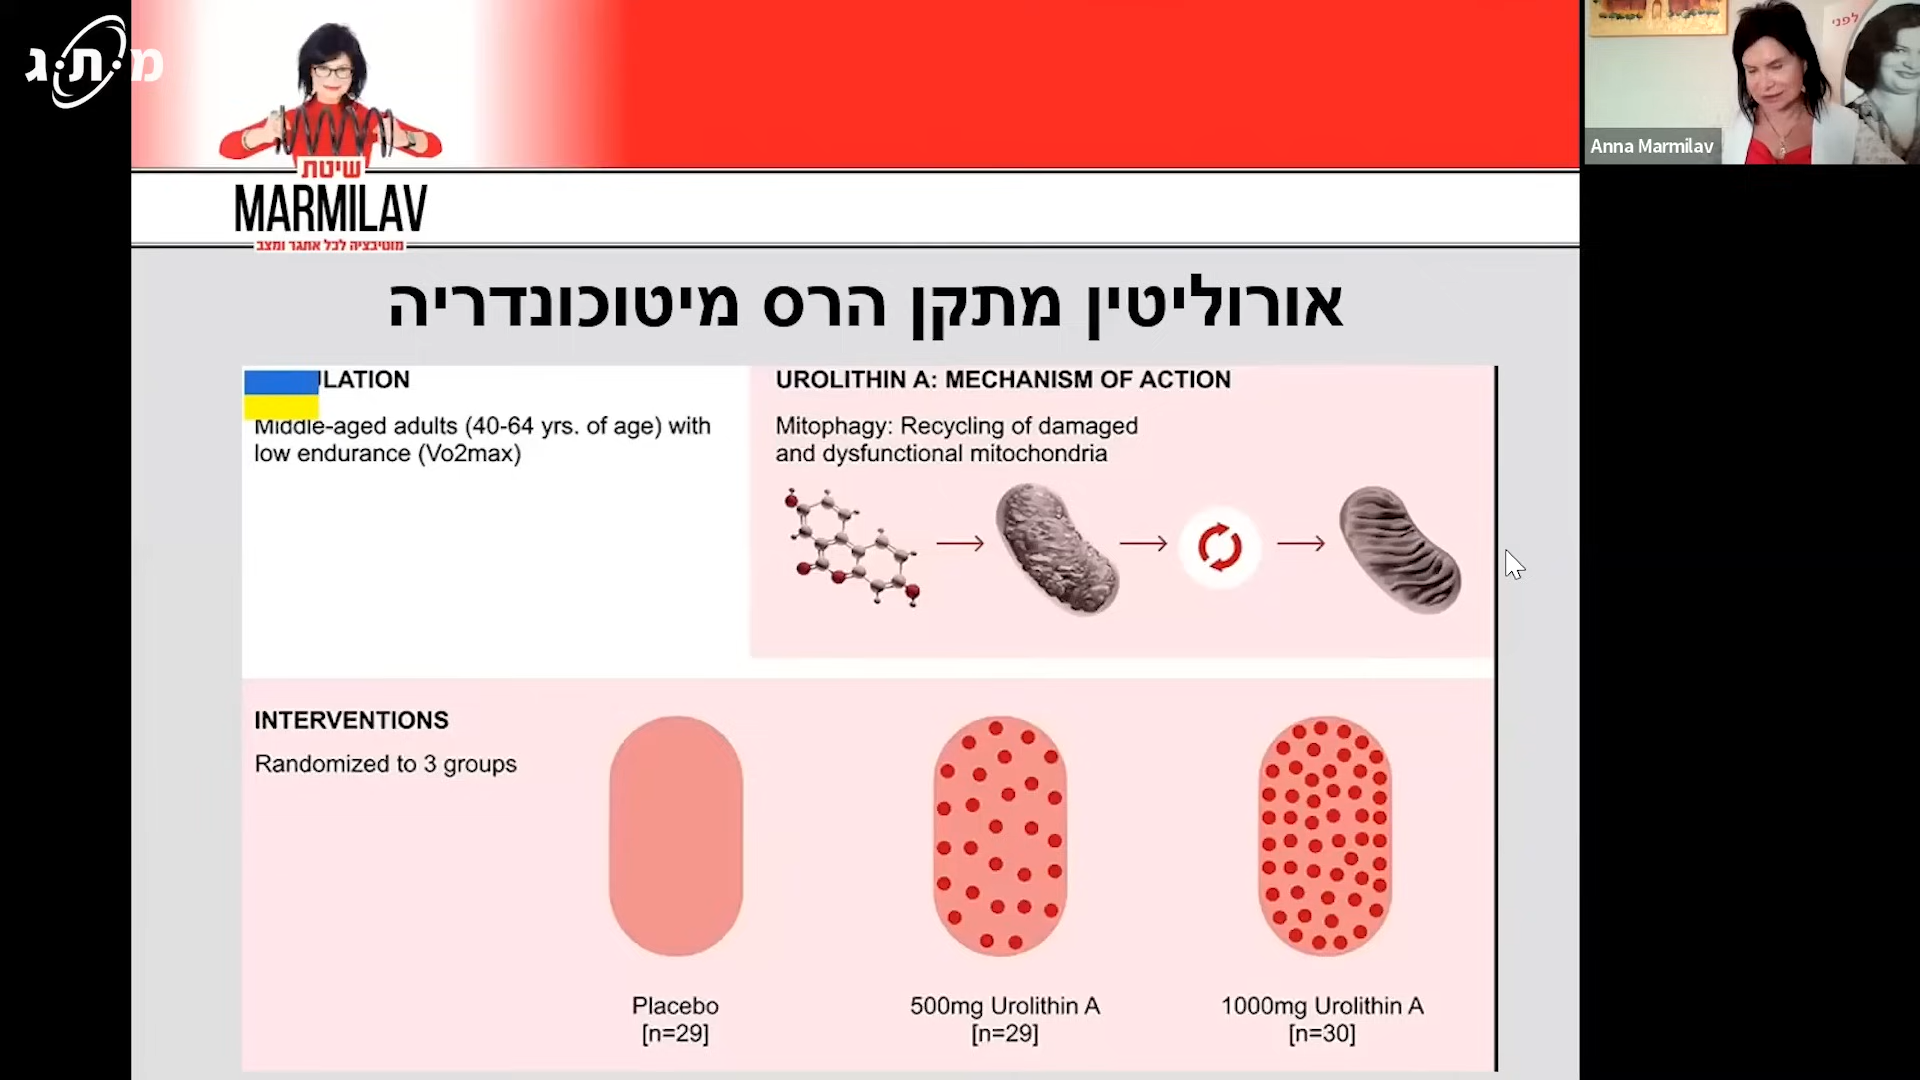 מ.ת.ג
שיטת
MARMILAV
מוטיבציה לכל אתגר ומצב
לפני
Anna Marmilav
אורוליטין מתקן הרס מיטוכונדריה
ULATION
Middle-aged adults (40-64 yrs. of age) with
low endurance (Vo2max)
UROLITHIN A: MECHANISM OF ACTION
Mitophagy: Recycling of damaged
and dysfunctional mitochondria
INTERVENTIONS
Randomized to 3 groups
Placebo
[n=29]
500mg Urolithin A
[n=29]
1000mg Urolithin A
[n=30]